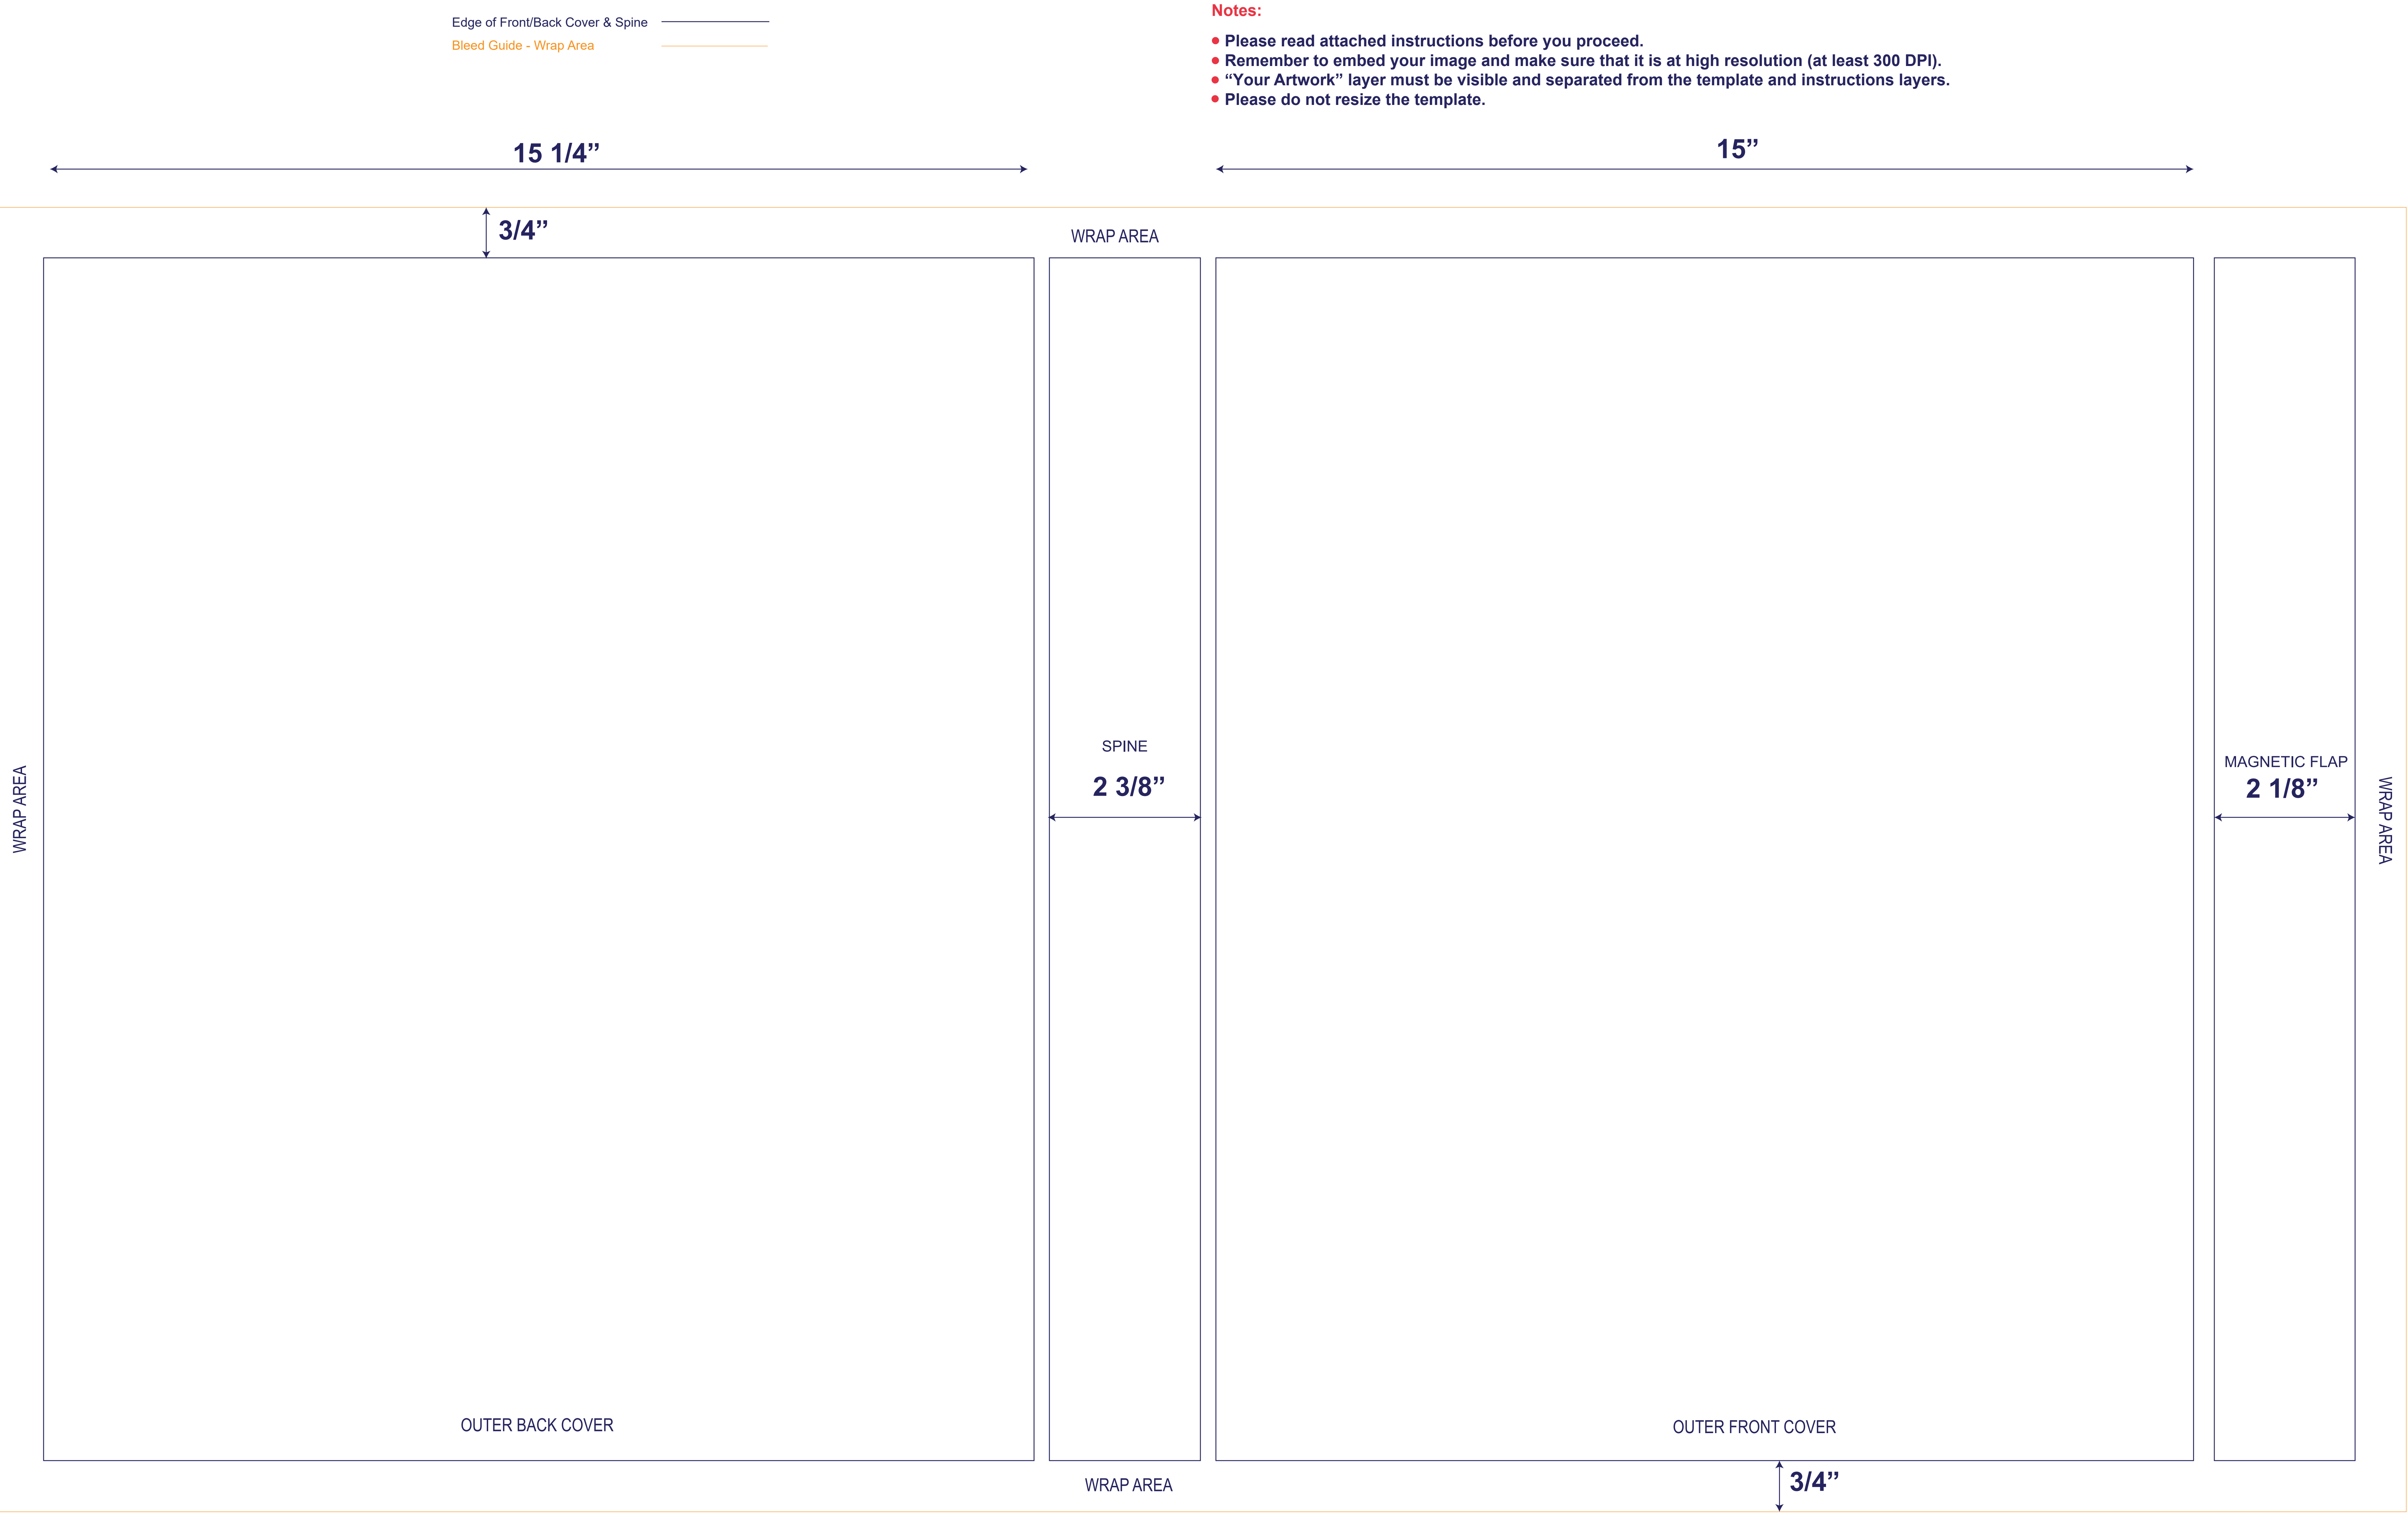 Edge of Front/Back Cover & Spine
Bleed Guide - Wrap Area
Notes:
● Please read attached instructions before you proceed.
● Remember to embed your image and make sure that it is at high resolution (at least 300 DPI).
● “Your Artwork” layer must be visible and separated from the template and instructions layers.
● Please do not resize the template.
15 1/4”
15”
3/4”
WRAP AREA
WRAP AREA
SPINE
2 3/8”
MAGNETIC FLAP
2 1/8”
WRAP AREA
OUTER BACK COVER
OUTER FRONT COVER
WRAP AREA
3/4”